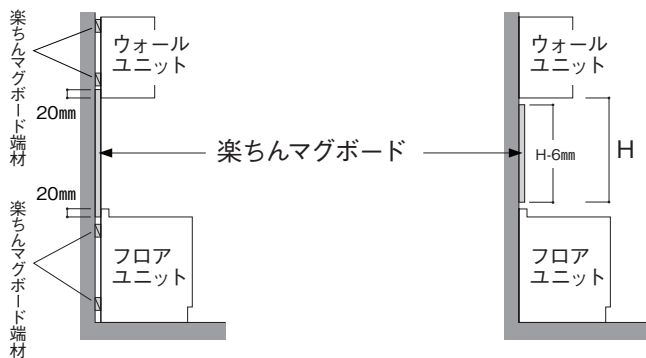 楽ちんマグボード端材
ウォール
ユニット
20mm
20mm
楽ちんマグボード端材
フロア
ユニット
楽ちんマグボード
ウォール
ユニット
H-6mm
H
フロア
ユニット